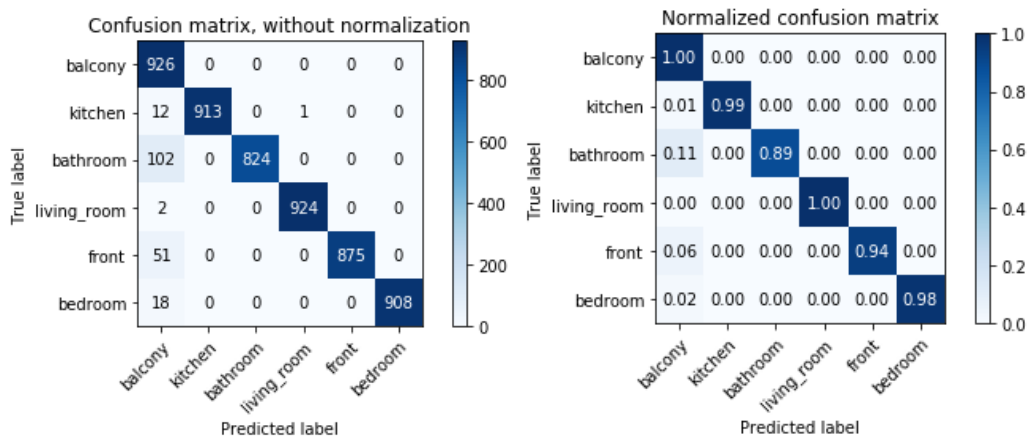 Confusion matrix, without normalization
balcony 926 0 0 0 0 0
kitchen 12 913 0 1 0 0
bathroom 102 0 824 0 0 0
living_room 2 0 0 924 0 0
front 51 0 0 0 875 0
bedroom 18 0 0 0 0 908
balcony kitchen bathroom living_room front bedroom
True label
Predicted label
800
600
400
200
0
Normalized confusion matrix
balcony 1.00 0.00 0.00 0.00 0.00 0.00
kitchen 0.01 0.99 0.00 0.00 0.00 0.00
bathroom 0.11 0.00 0.89 0.00 0.00 0.00
living_room 0.00 0.00 0.00 1.00 0.00 0.00
front 0.06 0.00 0.00 0.00 0.94 0.00
bedroom 0.02 0.00 0.00 0.00 0.00 0.98
balcony kitchen bathroom living_room front bedroom
True label
Predicted label
1.0
0.8
0.6
0.4
0.2
0.0